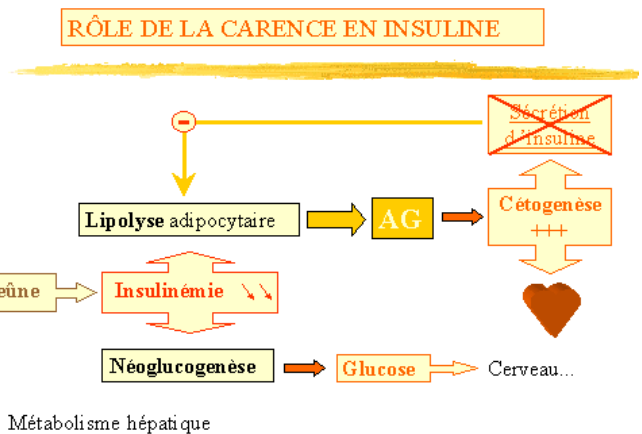 RÔLE DE LA CARENCE EN INSULINE
Sécrétion
d'insuline
Lipolyse adipocytaire
AG
Cétogenèse
+++
eûne
Insulinémie
Néoglucogenèse
Glucose
Cerveau...
Métabolisme hépatique